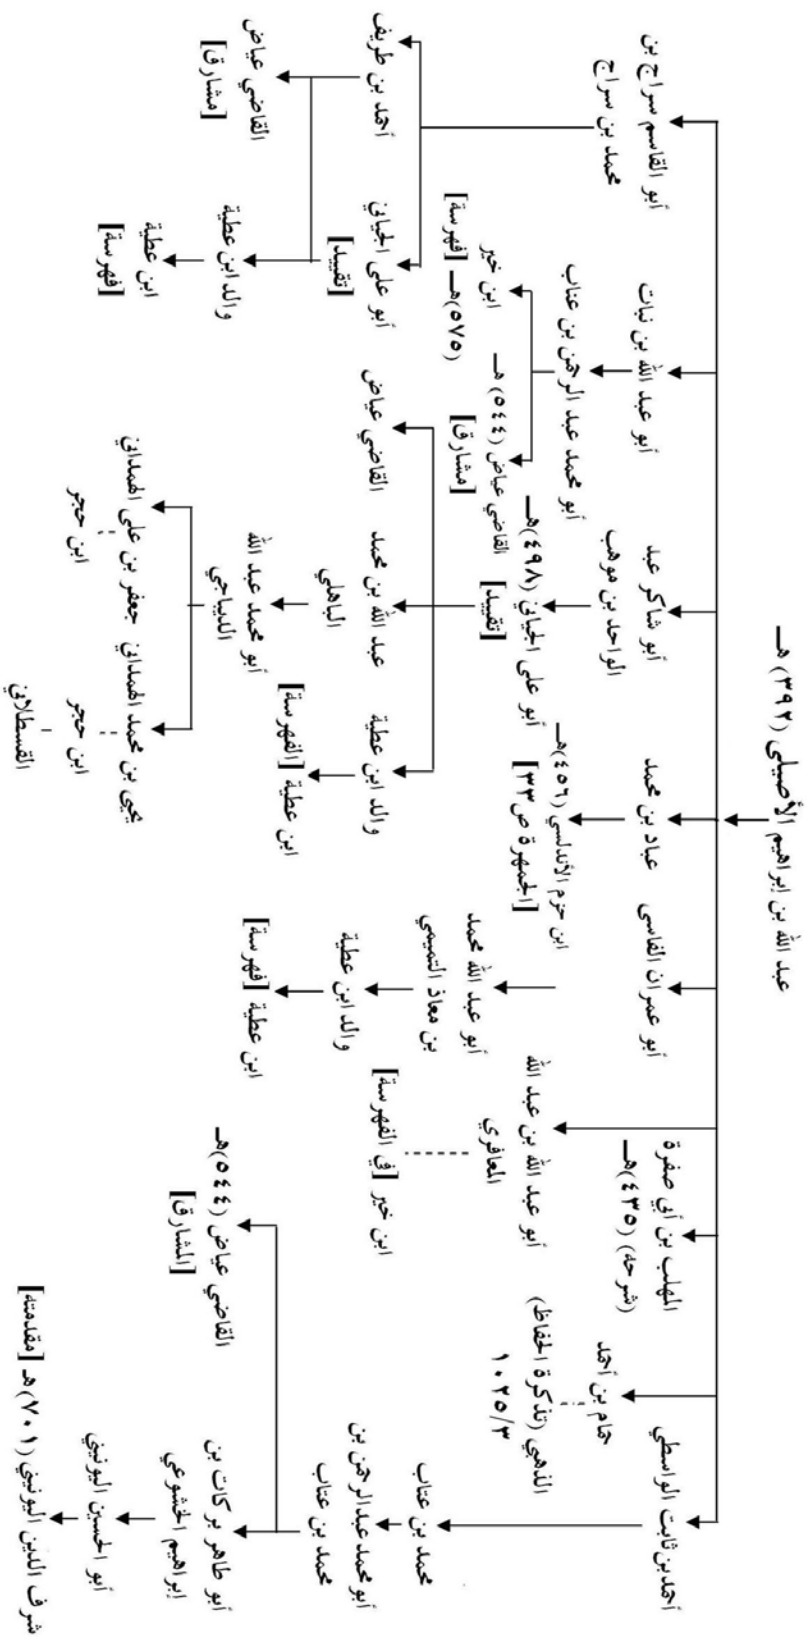 عبد الله بن إبراهيم الأصيلي (٣٩٢) هـ
أحمد بن ثابت الواسطي
محمد بن عتاب
أبو محمد عبد الرحمن بن
محمد بن عتاب
أبو طاهر بركات بن
إبراهيم الخشوعي
أبو الحسين اليونيني
شرف الدين اليونيني (٧٠١) هـ [مقدمته]
القاضي عياض (٥٤٤) هـ
[المشارق]
حمام بن أحمد
الذهبي (تذكرة الحفاظ)
١٠٢٥/٣
المهلب بن أبي صفرة
(٤٣٥) هـ (شرحه)
أبو عبد الله بن عبد الله
المعافري
ابن خير [في الفهرسة]
أبو عمران الفاسي
أبو عبد الله محمد
بن معاذ التميمي
والد ابن عطية
ابن عطية [فهرسة]
عباد بن محمد
ابن حزم الأندلسي (٤٥٦) هـ
[الجمهرة ص ٣٣]
أبو شاكر عبد
الواحد بن موهب
أبو علي الجياني (٤٩٨) هـ
[تقييد]
والد ابن عطية
ابن عطية [الفهرسة]
عبد الله بن محمد
الباهلي
أبو محمد عبد الله
الديباجي
يحيى بن محمد الهمداني
ابن حجر
القسطلاني
جعفر بن علي الهمداني
ابن حجر
القاضي عياض
أبو عبد الله بن نبات
أبو محمد عبد الرحمن بن عتاب
القاضي عياض (٥٤٤) هـ
[مشارق]
ابن خير
(٥٧٥) هـ [فهرسة]
أبو القاسم سراج بن
محمد بن سراج
أبو علي الجياني
[تقييد]
والد ابن عطية
ابن عطية
[فهرسة]
أحمد بن طريف
القاضي عياض
[مشارق]